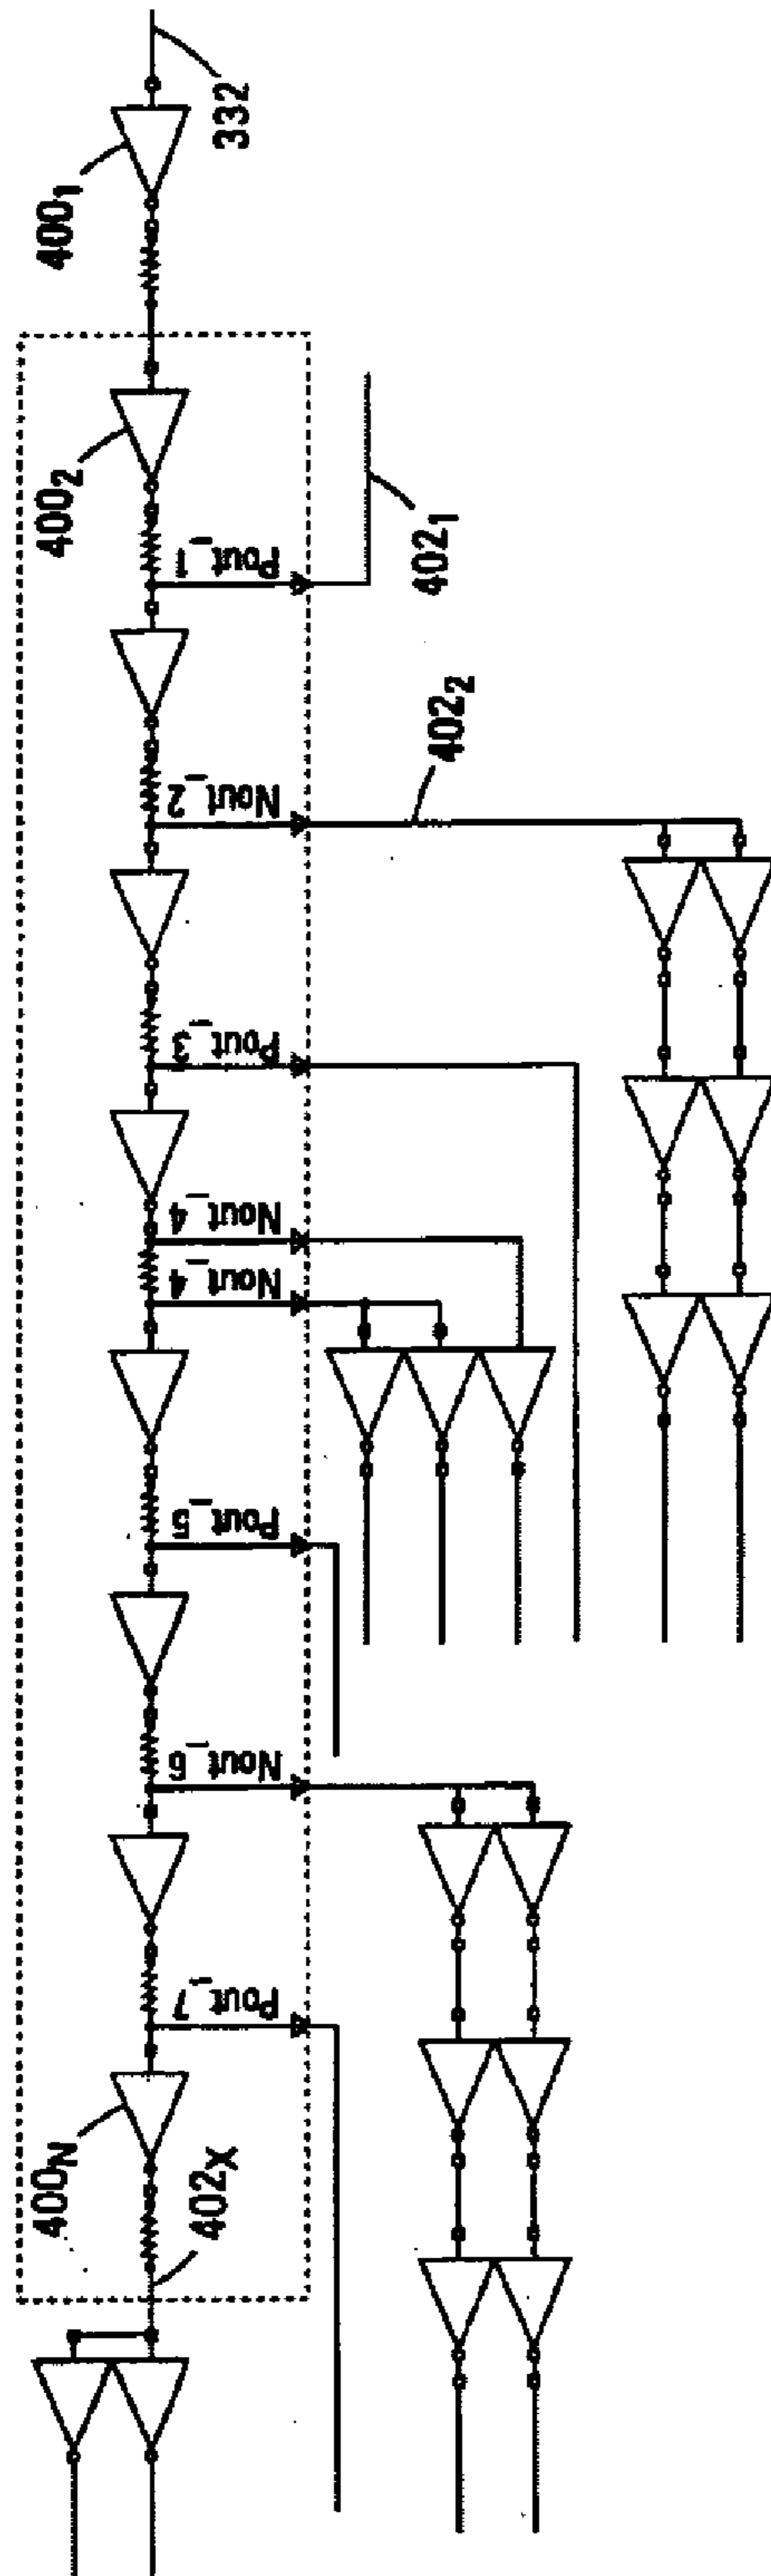 332
400₁
400₂
Pout_1
402₁
Nout_2
402₂
Pout_3
Nout_4
Nout_4
Pout_5
Nout_6
Pout_7
400N
402X